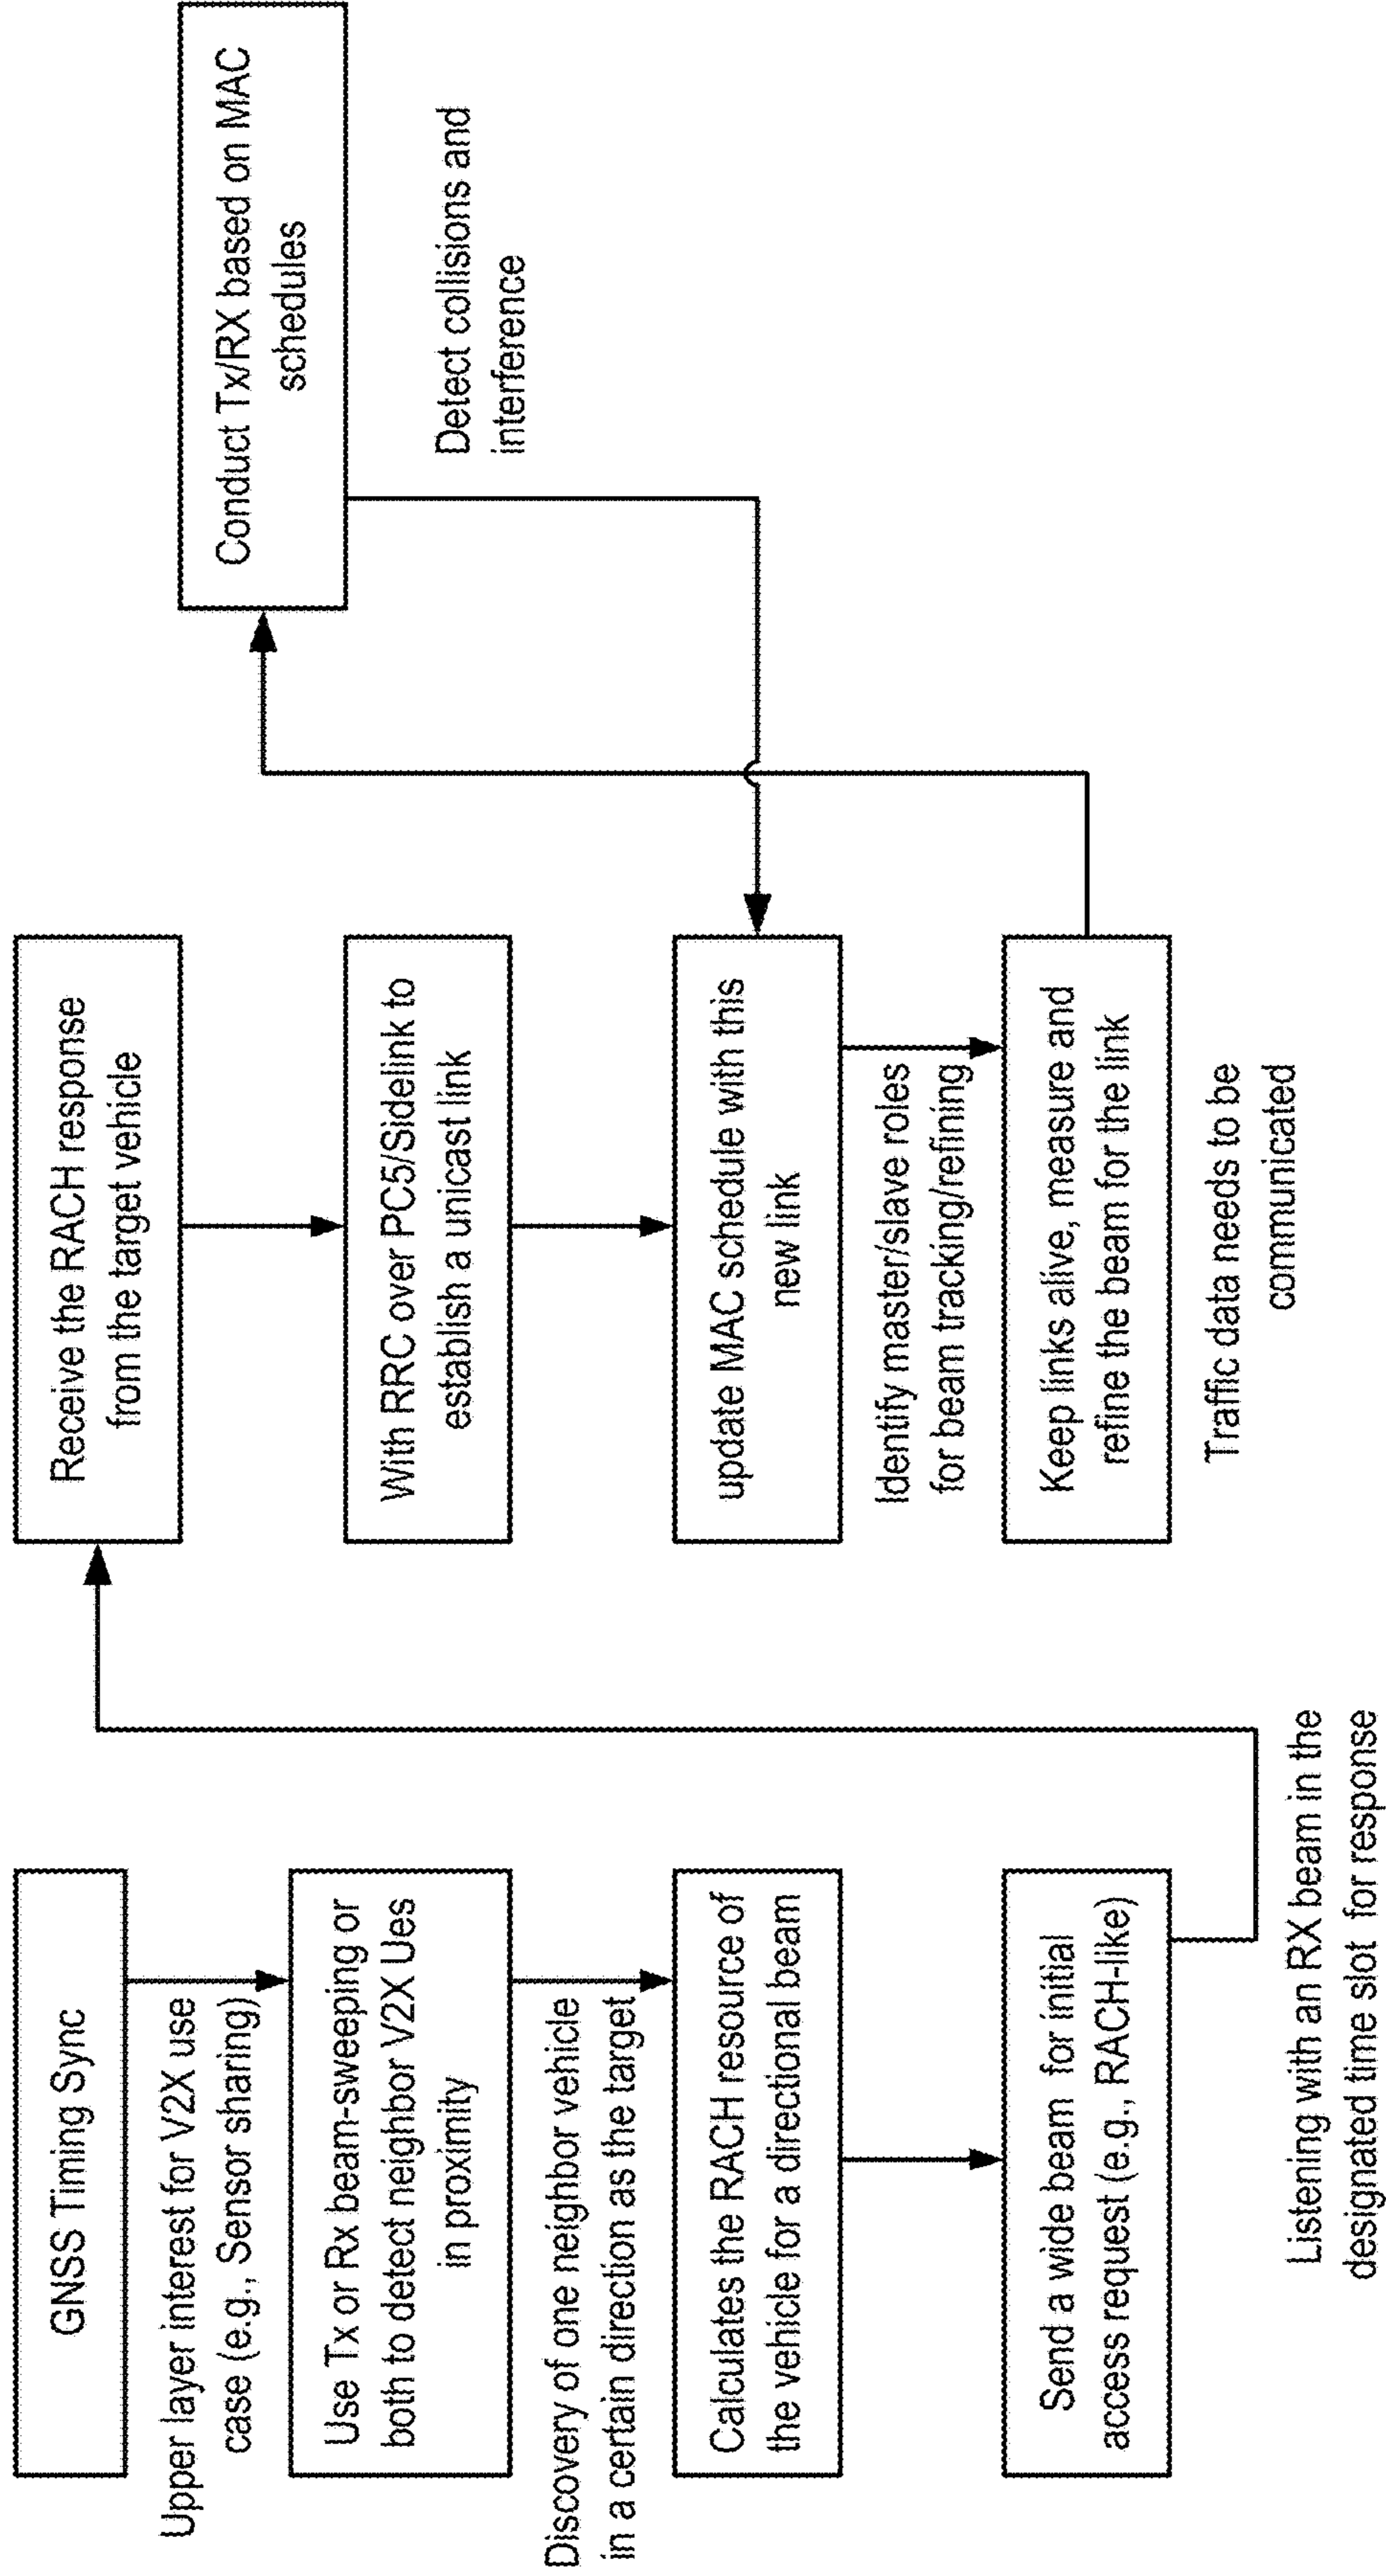 GNSS Timing Sync
Upper layer interest for V2X use
case (e.g., Sensor sharing)
Use Tx or Rx beam-sweeping or
both to detect neighbor V2X Ues
in proximity
Discovery of one neighbor vehicle
in a certain direction as the target
Calculates the RACH resource of
the vehicle for a directional beam
Send a wide beam for initial
access request (e.g., RACH-like)
Listening with an RX beam in the
designated time slot for response
Receive the RACH response
from the target vehicle
With RRC over PC5/Sidelink to
establish a unicast link
update MAC schedule with this
new link
Identify master/slave roles
for beam tracking/refining
Keep links alive, measure and
refine the beam for the link
Traffic data needs to be
communicated
Conduct Tx/RX based on MAC
schedules
Detect collisions and
interference